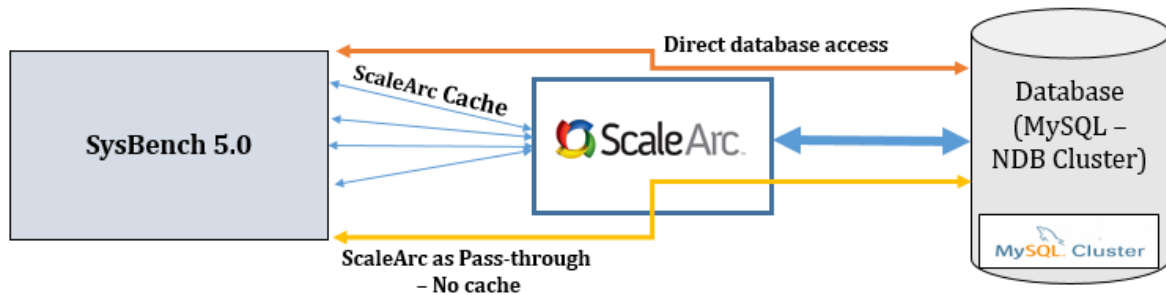 Direct database access
ScaleArc Cache
SysBench 5.0
ScaleArc
Database
(MySQL –
NDB Cluster)
ScaleArc as Pass-through
– No cache
MySQL Cluster